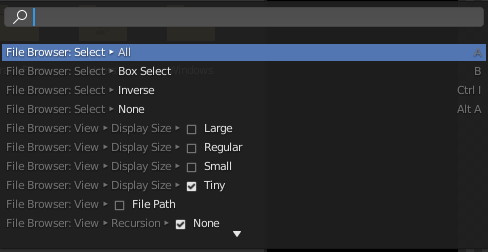 File Browser: Select ▸ All A
File Browser: Select ▸ Box Select B
File Browser: Select ▸ Inverse Ctrl I
File Browser: Select ▸ None Alt A
File Browser: View ▸ Display Size ▸ Large
File Browser: View ▸ Display Size ▸ Regular
File Browser: View ▸ Display Size ▸ Small
File Browser: View ▸ Display Size ▸ Tiny
File Browser: View ▸ File Path
File Browser: View ▸ Recursion ▸ None